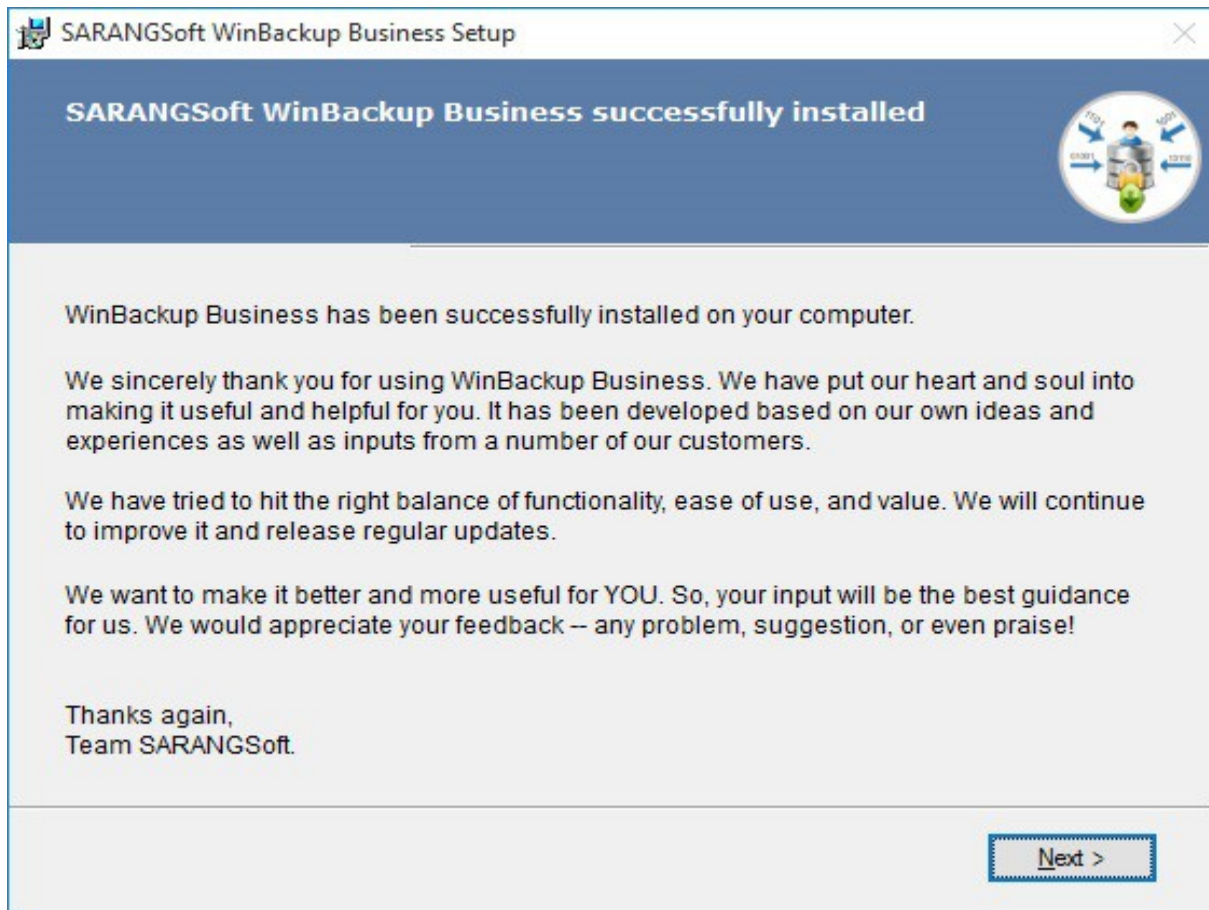 SARANGSoft WinBackup Business Setup
SARANGSoft WinBackup Business successfully installed
1101
1001
01001
10110
WinBackup Business has been successfully installed on your computer.
We sincerely thank you for using WinBackup Business. We have put our heart and soul into
making it useful and helpful for you. It has been developed based on our own ideas and
experiences as well as inputs from a number of our customers.
We have tried to hit the right balance of functionality, ease of use, and value. We will continue
to improve it and release regular updates.
We want to make it better and more useful for YOU. So, your input will be the best guidance
for us. We would appreciate your feedback -- any problem, suggestion, or even praise!
Thanks again,
Team SARANGSoft.
Next >